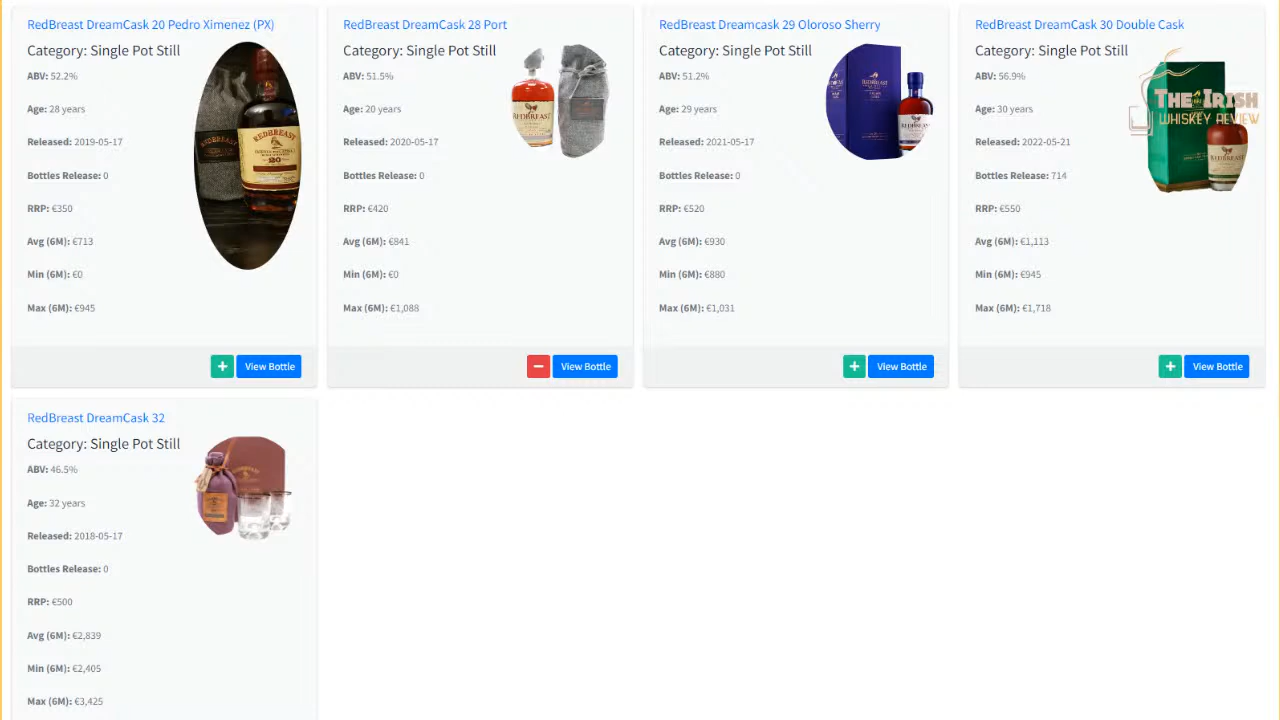 RedBreast DreamCask 20 Pedro Ximenez (PX)
Category: Single Pot Still
ABV: 52.2%
Age: 28 years
Released: 2019-05-17
Bottles Release: 0
RRP: €350
Avg (6M): €713
Min (6M): €0
Max (6M): €945
View Bottle
RedBreast DreamCask 28 Port
Category: Single Pot Still
ABV: 51.5%
Age: 20 years
Released: 2020-05-17
Bottles Release: 0
RRP: €420
Avg (6M): €841
Min (6M): €0
Max (6M): €1,088
View Bottle
RedBreast Dreamcask 29 Oloroso Sherry
Category: Single Pot Still
ABV: 51.2%
Age: 29 years
Released: 2021-05-17
Bottles Release: 0
RRP: €520
Avg (6M): €930
Min (6M): €880
Max (6M): €1,031
View Bottle
RedBreast DreamCask 30 Double Cask
Category: Single Pot Still
ABV: 56.9%
Age: 30 years
Released: 2022-05-21
Bottles Release: 714
RRP: €550
Avg (6M): €1,113
Min (6M): €945
Max (6M): €1,718
View Bottle
THE IRISH
WHISKEY REVIEW
RedBreast DreamCask 32
Category: Single Pot Still
ABV: 46.5%
Age: 32 years
Released: 2018-05-17
Bottles Release: 0
RRP: €500
Avg (6M): €2,839
Min (6M): €2,405
Max (6M): €3,425
REDBREAST
20
REDBREAST
REDBREAST